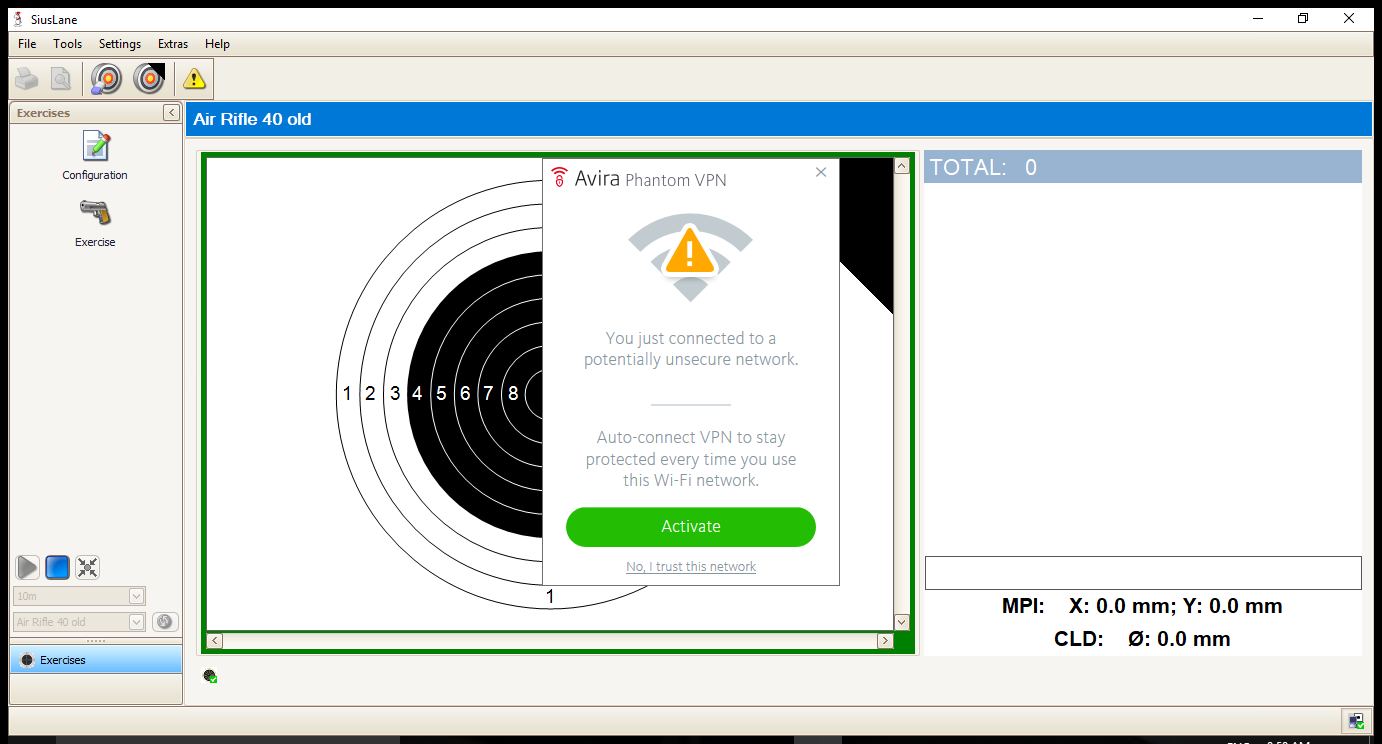 SiusLane
File Tools Settings Extras Help
Exercises
Configuration
Exercise
10m
Air Rifle 40 old
Exercises
Air Rifle 40 old
1 2 3 4 5 6 7 8
1
Avira Phantom VPN
You just connected to a
potentially unsecure network.
Auto-connect VPN to stay
protected every time you use
this Wi-Fi network.
Activate
No, I trust this network
TOTAL: 0
MPI: X: 0.0 mm; Y: 0.0 mm
CLD: Ø: 0.0 mm